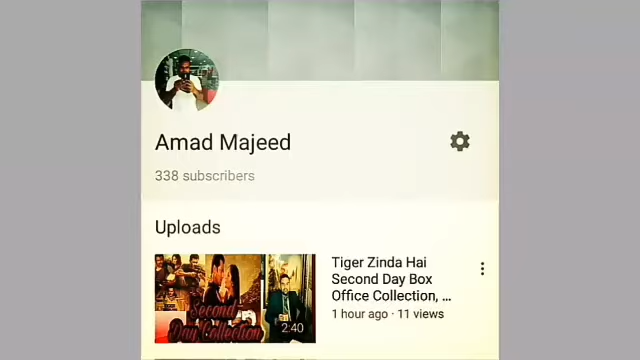 Amad Majeed
338 subscribers
Uploads
Second
Day Collection
2:40
Tiger Zinda Hai
Second Day Box
Office Collection, ...
1 hour ago · 11 views